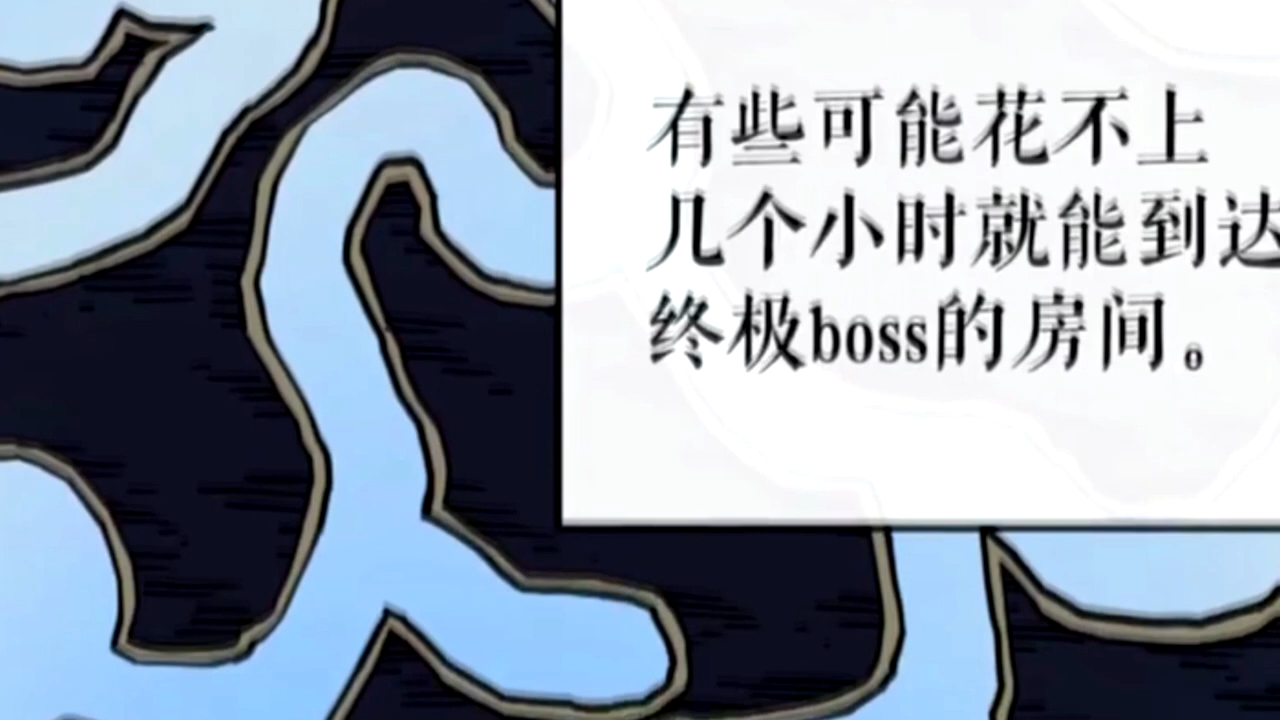 有些可能花不上
几个小时就能到达
终极boss的房间。